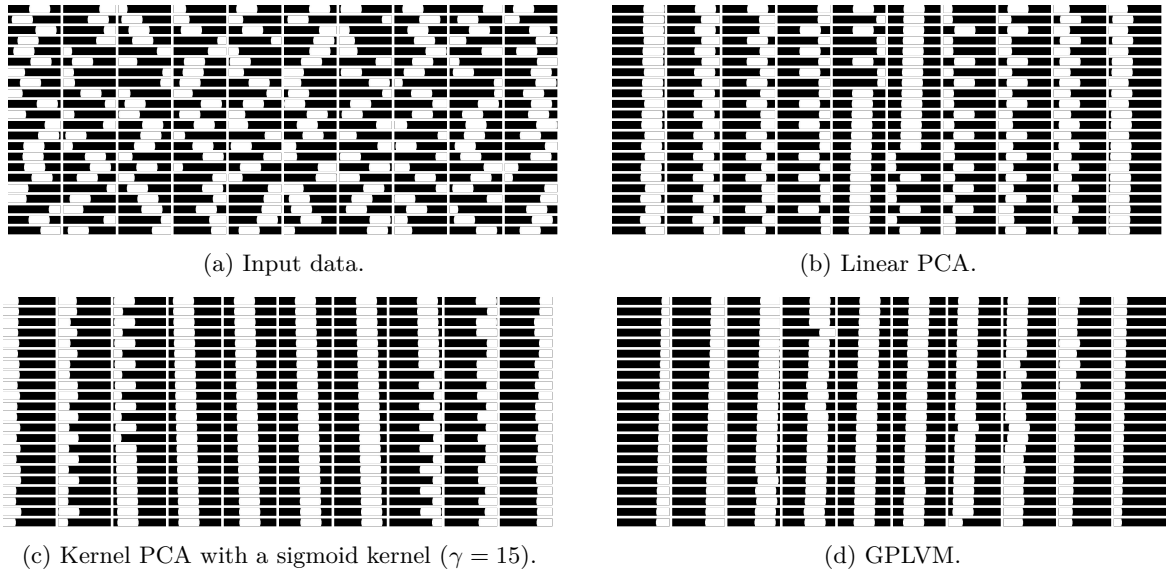 (a) Input data.
(b) Linear PCA.
(c) Kernel PCA with a sigmoid kernel (γ = 15).
(d) GPLVM.